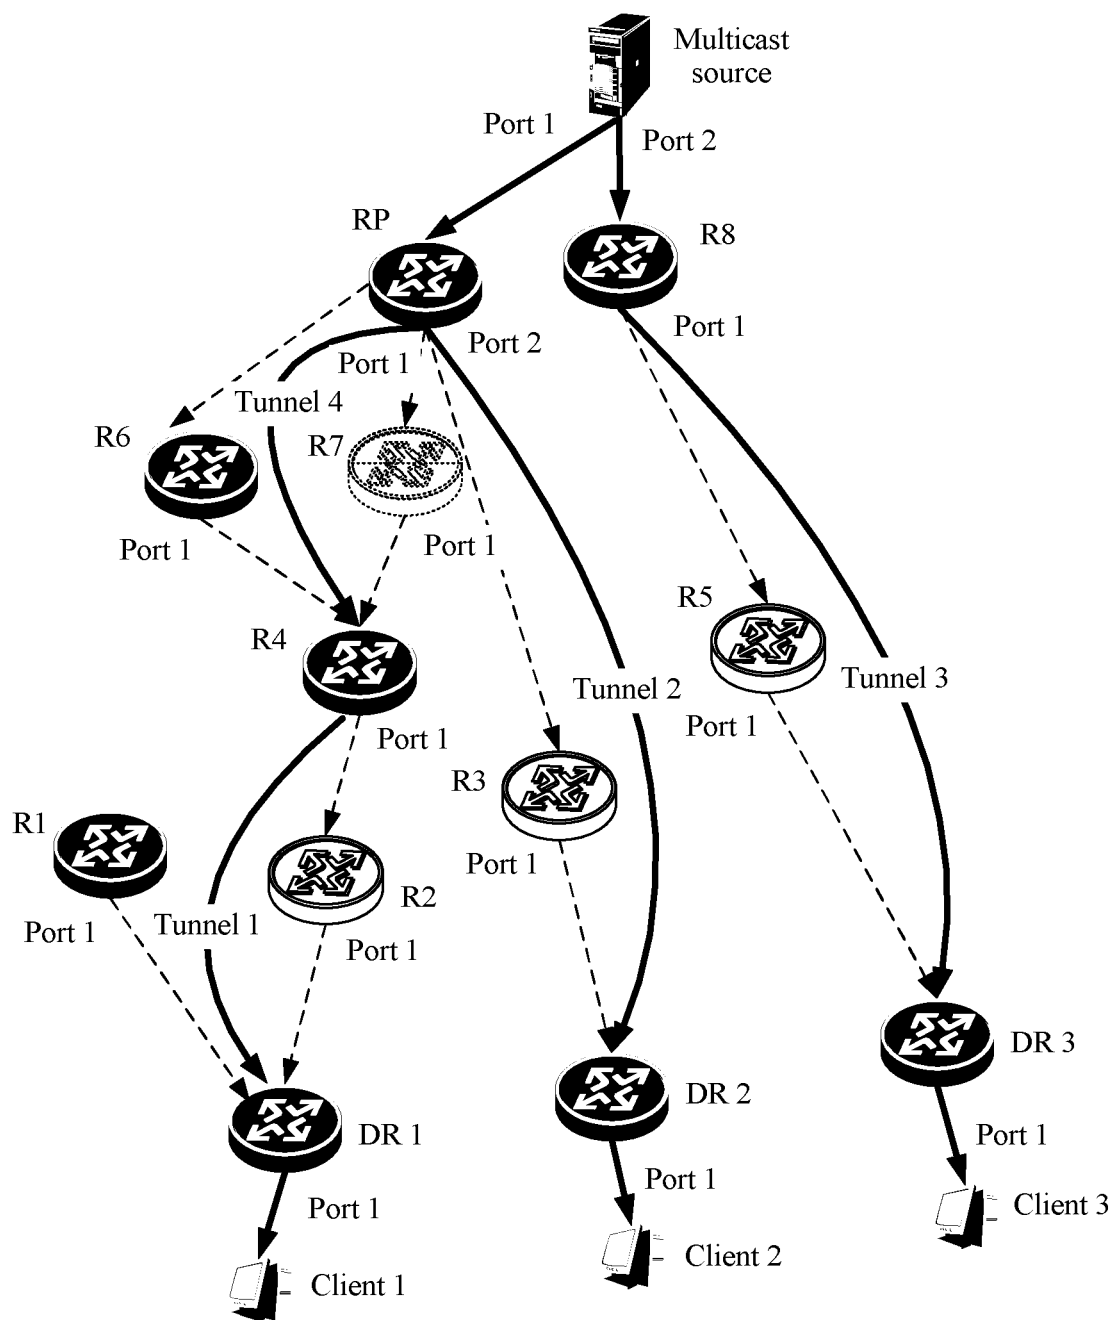 Multicast
source
Port 1
Port 2
RP
R8
Port 1
Port 2
Port 1
Tunnel 4
R6
R7
Port 1
Port 1
R5
R4
Tunnel 3
Tunnel 2
Port 1
Port 1
R3
R1
Port 1
R2
Tunnel 1
Port 1
Port 1
DR 3
DR 2
DR 1
Port 1
Port 1
Port 1
Client 3
Client 2
Client 1